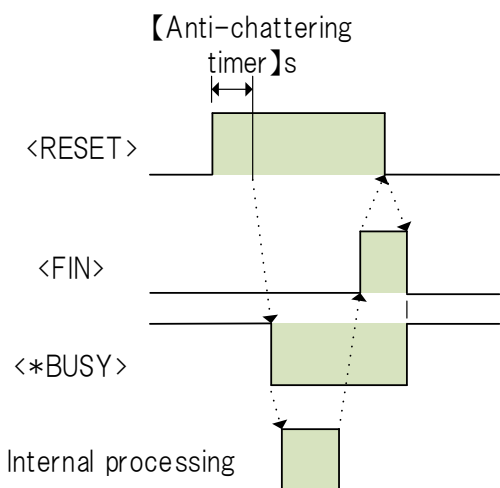 【Anti-chattering
timer】s
<RESET>
<FIN>
<*BUSY>
Internal processing